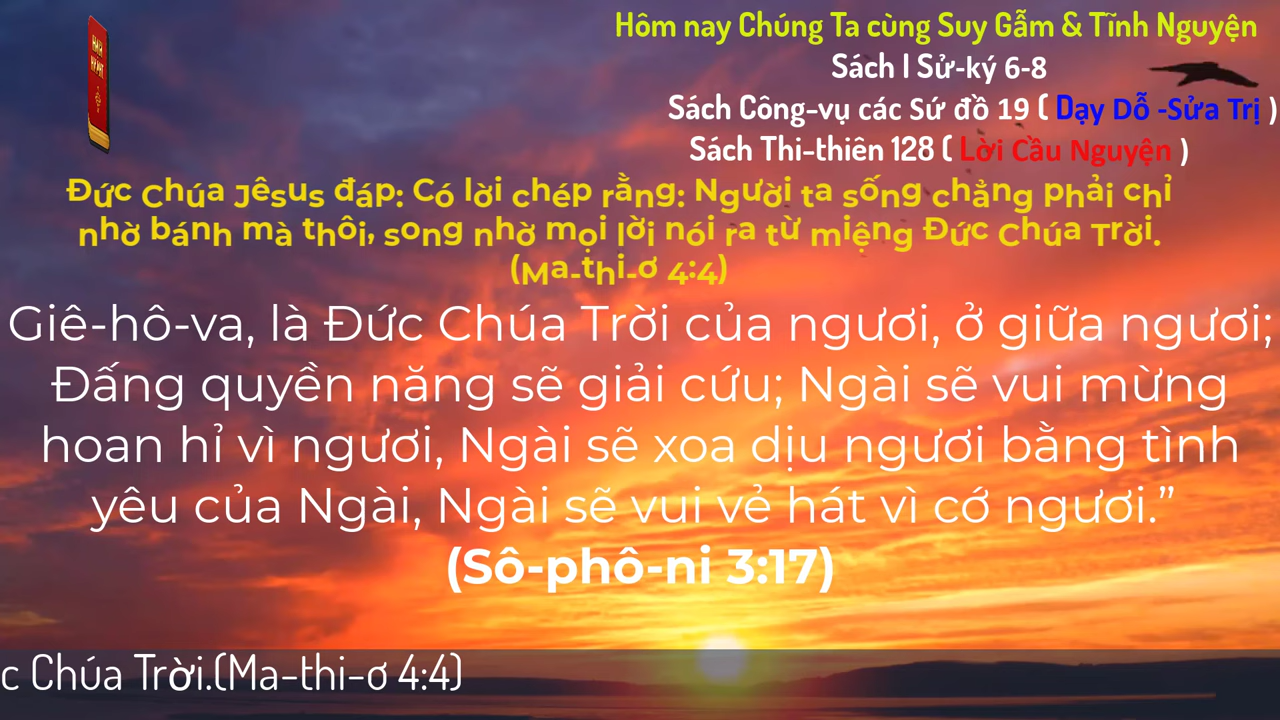 Hôm nay Chúng Ta cùng Suy Gẫm & Tĩnh Nguyện
Sách I Sử-ký 6-8
Sách Công-vụ các Sứ đồ 19 ( Dạy Dỗ -Sửa Trị )
Sách Thi-thiên 128 ( Lời Cầu Nguyện )
Đức Chúa Jêsus đáp: Có lời chép rằng: Người ta sống chẳng phải chỉ
nhờ bánh mà thôi, song nhờ mọi lời nói ra từ miệng Đức Chúa Trời.
(Ma-thi-ơ 4:4)
Giê-hô-va, là Đức Chúa Trời của ngươi, ở giữa ngươi;
Đấng quyền năng sẽ giải cứu; Ngài sẽ vui mừng
hoan hỉ vì ngươi, Ngài sẽ xoa dịu ngươi bằng tình
yêu của Ngài, Ngài sẽ vui vẻ hát vì cớ ngươi.”
(Sô-phô-ni 3:17)
c Chúa Trời.(Ma-thi-ơ 4:4)